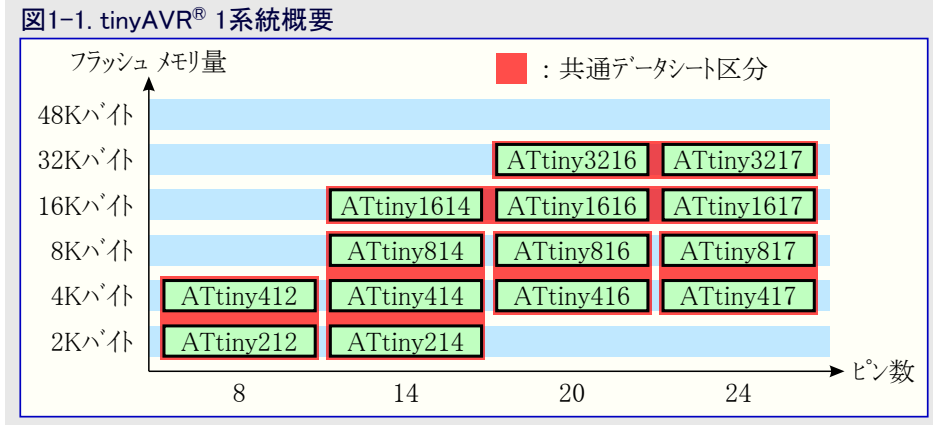 図1-1. tinyAVR® 1系統概要
フラッシュ メモリ量
：共通データシート区分
48Kバイト
32Kバイト ATtiny3216 ATtiny3217
16Kバイト ATtiny1614 ATtiny1616 ATtiny1617
8Kバイト ATtiny814 ATtiny816 ATtiny817
4Kバイト ATtiny412 ATtiny414 ATtiny416 ATtiny417
2Kバイト ATtiny212 ATtiny214
ピン数
8 14 20 24